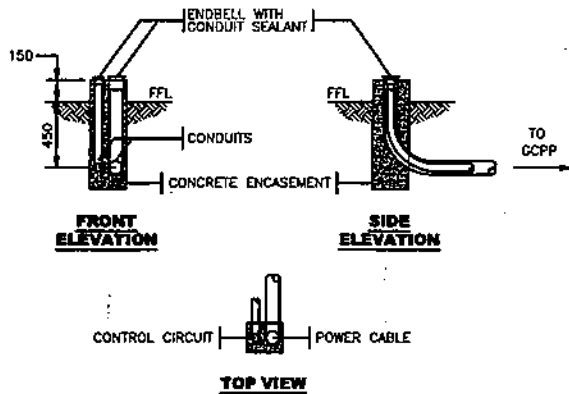 ENDBELL WITH
CONDUIT SEALANT
150
FFL
FFL
450
CONDUITS
TO
GCPP
CONCRETE ENCASEMENT
FRONT
ELEVATION
SIDE
ELEVATION
CONTROL CIRCUIT
POWER CABLE
TOP VIEW